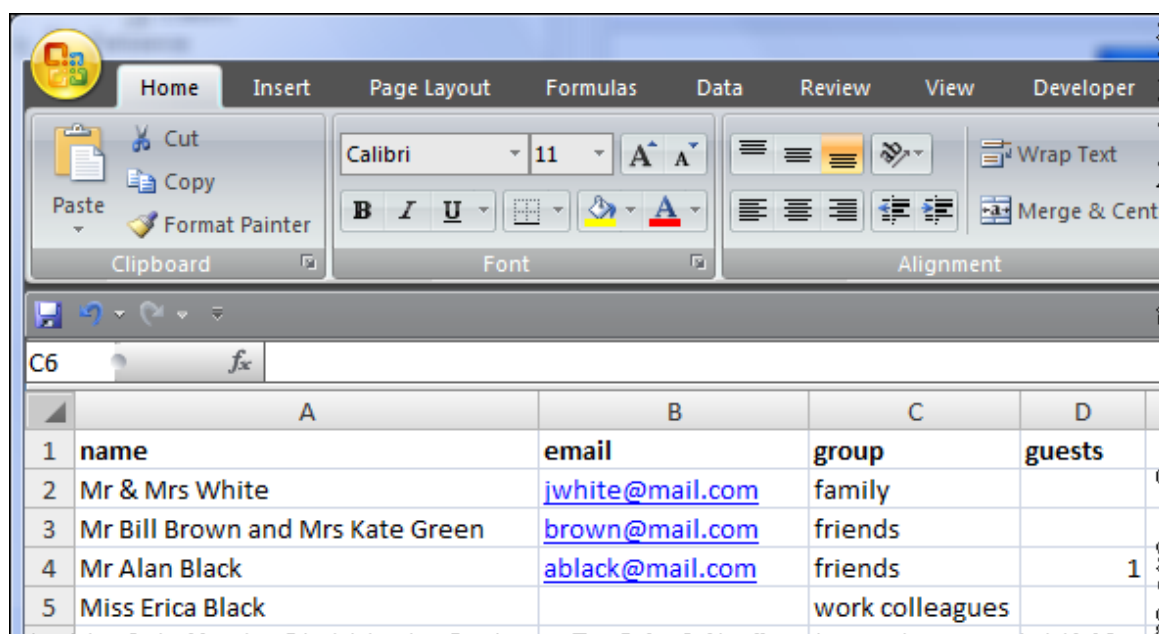 Home Insert Page Layout Formulas Data Review View Developer
Cut
Calibri 11 A A Wrap Text
Copy
Paste
B I U A Merge & Cent
Format Painter
Clipboard Font Alignment
C6 fx
A B C D
1 name email group guests
2 Mr & Mrs White jwhite@mail.com family
3 Mr Bill Brown and Mrs Kate Green brown@mail.com friends
4 Mr Alan Black ablack@mail.com friends 1
5 Miss Erica Black work colleagues